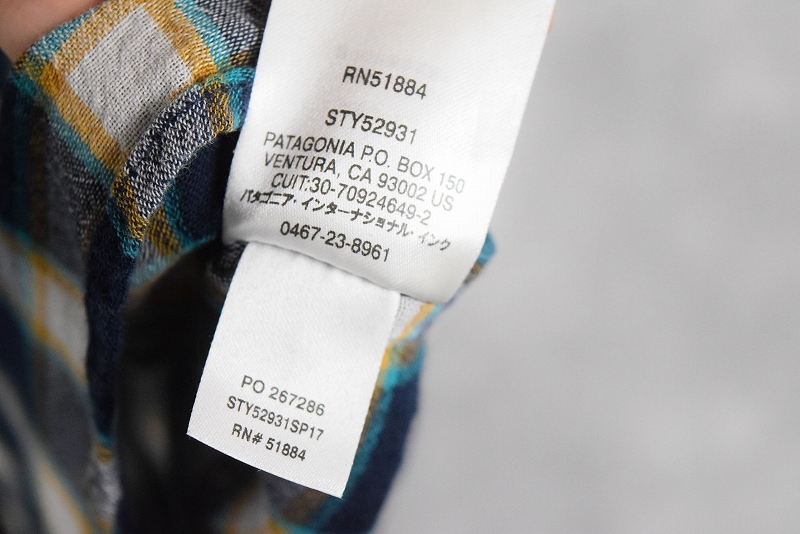 RN51884
STY52931
PATAGONIA P.O. BOX 150
VENTURA, CA 93002 US
CUIT:30-70924649-2
パタゴニア・インターナショナル・インク
0467-23-8961
PO 267286
STY52931SP17
RN# 51884